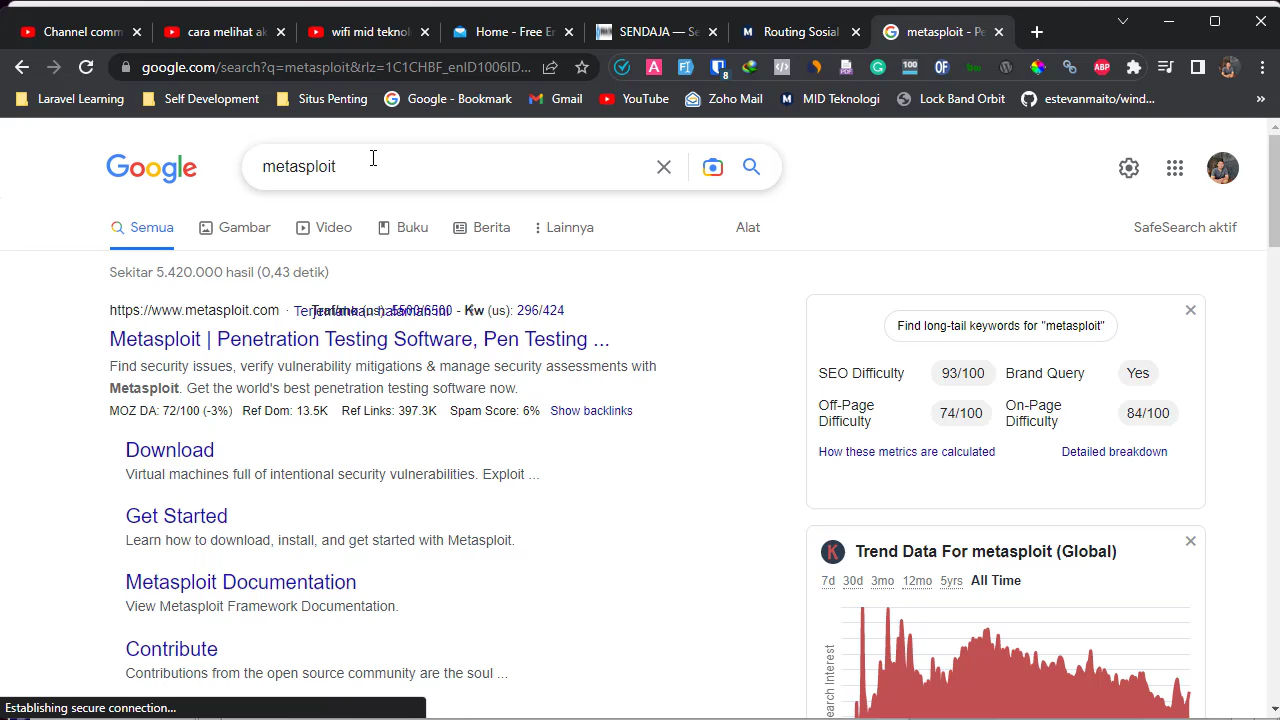 Channel comm
cara melihat ak
wifi mid teknol
Home - Free Er
SENDAJA — Se
Routing Sosial
metasploit - Pe
google.com/search?q=metasploit&rlz=1C1CHBF_enID1006ID...
Laravel Learning
Self Development
Situs Penting
Google - Bookmark
Gmail
YouTube
Zoho Mail
MID Teknologi
Lock Band Orbit
estevanmaito/wind...
»
Google
metasploit
Semua
Gambar
Video
Buku
Berita
Lainnya
Alat
SafeSearch aktif
Sekitar 5.420.000 hasil (0,43 detik)
https://www.metasploit.com · - Kw (us): 296/424
Metasploit | Penetration Testing Software, Pen Testing ...
Find security issues, verify vulnerability mitigations & manage security assessments with
Metasploit. Get the world's best penetration testing software now.
MOZ DA: 72/100 (-3%) Ref Dom: 13.5K Ref Links: 397.3K Spam Score: 6% Show backlinks
Download
Virtual machines full of intentional security vulnerabilities. Exploit ...
Get Started
Learn how to download, install, and get started with Metasploit.
Metasploit Documentation
View Metasploit Framework Documentation.
Contribute
Contributions from the open source community are the soul ...
Find long-tail keywords for "metasploit"
SEO Difficulty 93/100 Brand Query Yes
Off-Page Difficulty 74/100 On-Page Difficulty 84/100
How these metrics are calculated Detailed breakdown
K
Trend Data For metasploit (Global)
7d 30d 3mo 12mo 5yrs All Time
earch Interest
Establishing secure connection...